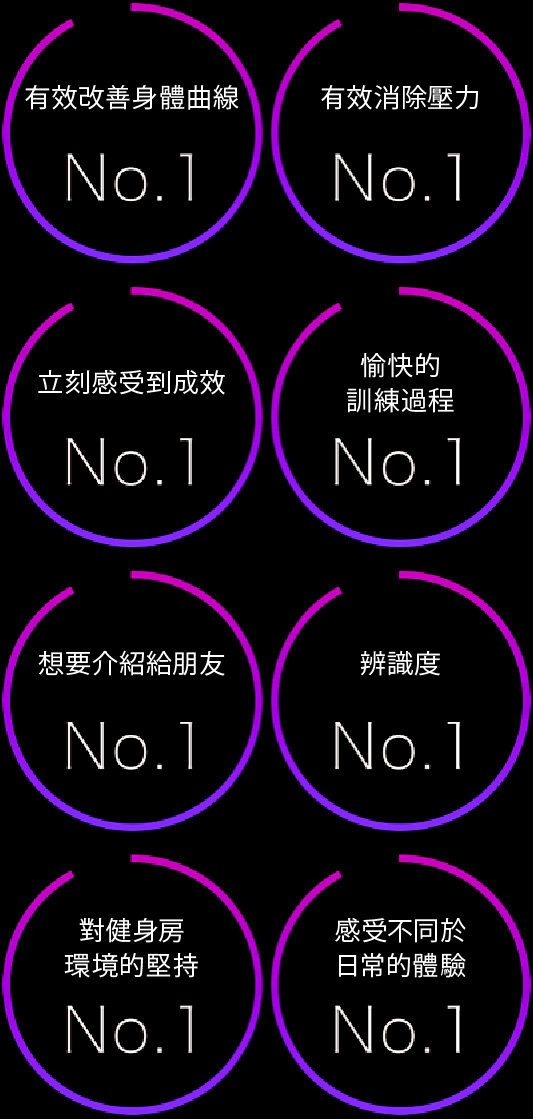 有效改善身體曲線
No.1
有效消除壓力
No.1
立刻感受到成效
No.1
愉快的
訓練過程
No.1
想要介紹給朋友
No.1
辨識度
No.1
對健身房
環境的堅持
No.1
感受不同於
日常的體驗
No.1